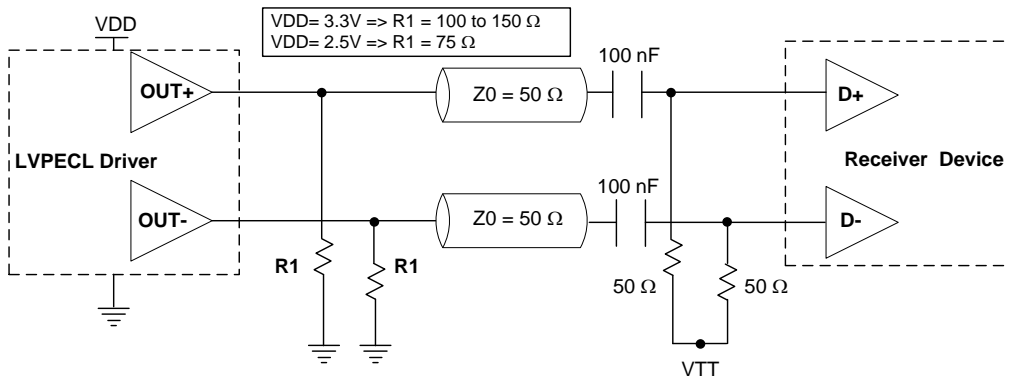 VDD= 3.3V => R1 = 100 to 150 Ω
VDD= 2.5V => R1 = 75 Ω
VDD
100 nF
OUT+
Z0 = 50 Ω
D+
LVPECL Driver
Receiver Device
100 nF
OUT-
Z0 = 50 Ω
D-
R1
R1
50 Ω
50 Ω
VTT